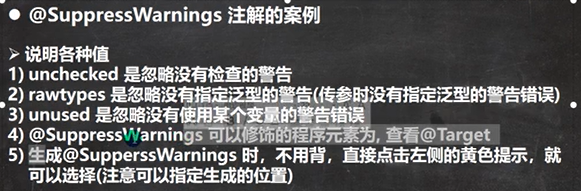 ● @SuppressWarnings 注解的案例
➢ 说明各种值
1) unchecked 是忽略没有检查的警告
2) rawtypes 是忽略没有指定泛型的警告(传参时没有指定泛型的警告错误)
3) unused 是忽略没有使用某个变量的警告错误
4) @SuppressWarnings 可以修饰的程序元素为, 查看@Target
5) 生成@SupperssWarnings 时，不用背，直接点击左侧的黄色提示，就
可以选择(注意可以指定生成的位置)